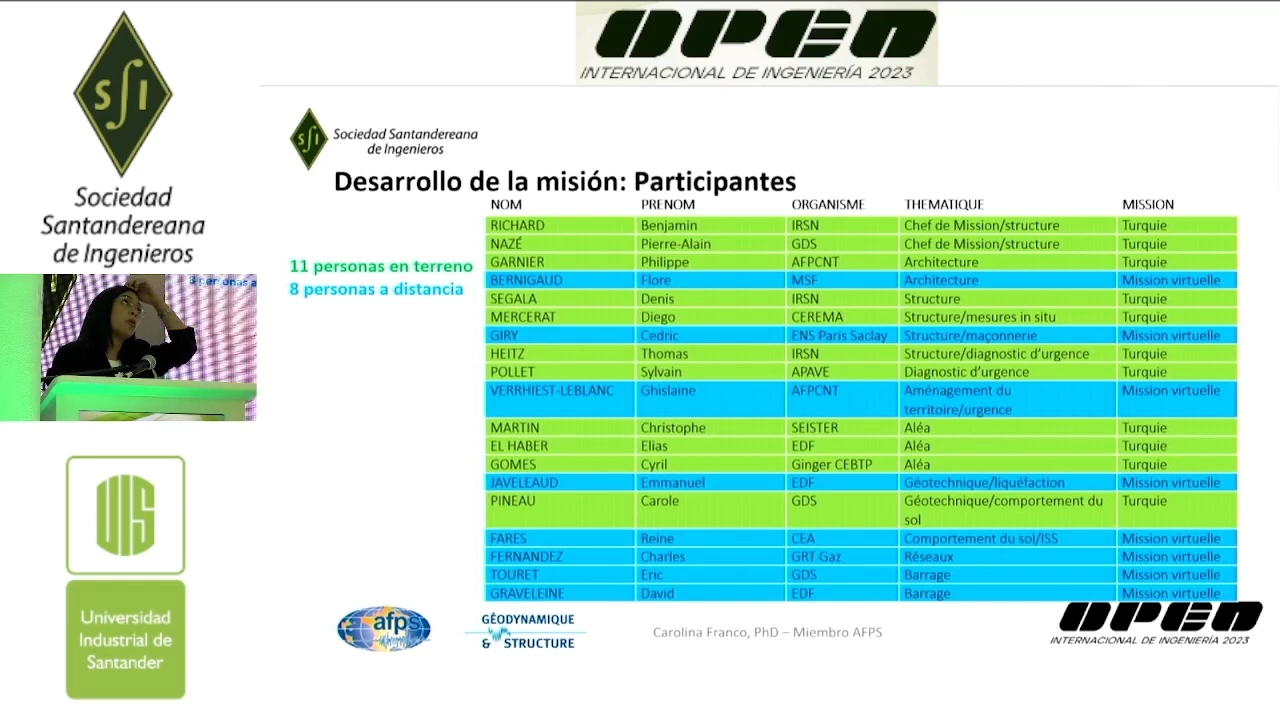 OPEN
INTERNACIONAL DE INGENIERÍA 2023
SSI
Sociedad
Santandereana
de Ingenieros
SSI
Sociedad Santandereana
de Ingenieros
Desarrollo de la misión: Participantes
11 personas en terreno
8 personas a distancia
NOM PRENOM ORGANISME THEMATIQUE MISSION
RICHARD Benjamin IRSN Chef de Mission/structure Turquie
NAZÉ Pierre-Alain GDS Chef de Mission/structure Turquie
GARNIER Philippe AFPCNT Architecture Turquie
BERNIGAUD Flore MSF Architecture Mission virtuelle
SEGALA Denis IRSN Structure Turquie
MERCERAT Diego CEREMA Structure/mesures in situ Turquie
GIRY Cedric ENS Paris Saclay Structure/maçonnerie Mission virtuelle
HEITZ Thomas IRSN Structure/diagnostic d’urgence Turquie
POLLET Sylvain APAVE Diagnostic d’urgence Turquie
VERRHIEST-LEBLANC Ghislaine AFPCNT Aménagement du Mission virtuelle
territoire/urgence
MARTIN Christophe SEISTER Aléa Turquie
EL HABER Elias EDF Aléa Turquie
GOMES Cyril Ginger CEBTP Aléa Turquie
JAVELEAUD Emmanuel EDF Géotechnique/liquéfaction Mission virtuelle
PINEAU Carole GDS Géotechnique/comportement du Turquie
sol
FARES Reine CEA Comportement du sol/ISS Mission virtuelle
FERNANDEZ Charles GRT Gaz Réseaux Mission virtuelle
TOURET Eric GDS Barrage Mission virtuelle
GRAVELEINE David EDF Barrage Mission virtuelle
8 personas a
UIS
Universidad
Industrial de
Santander
afps
GÉODYNAMIQUE
& STRUCTURE
Carolina Franco, PhD – Miembro AFPS
OPEN
INTERNACIONAL DE INGENIERÍA 2023